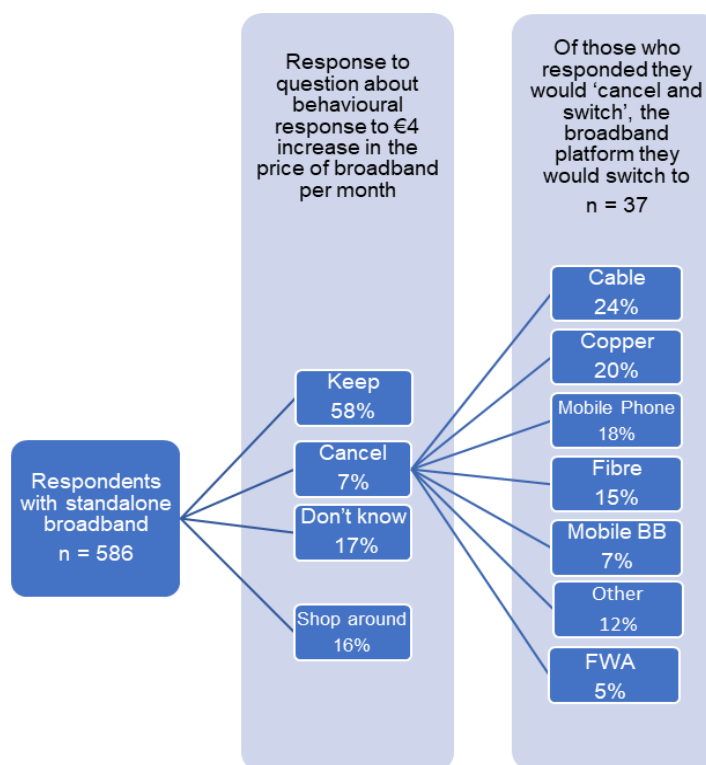 Response to
question about
behavioural
response to €4
increase in the
price of broadband
per month
Of those who
responded they
would ‘cancel and
switch’, the
broadband
platform they
would switch to
n = 37
Respondents
with standalone
broadband
n = 586
Keep
58%
Cancel
7%
Don’t know
17%
Shop around
16%
Cable
24%
Copper
20%
Mobile Phone
18%
Fibre
15%
Mobile BB
7%
Other
12%
FWA
5%